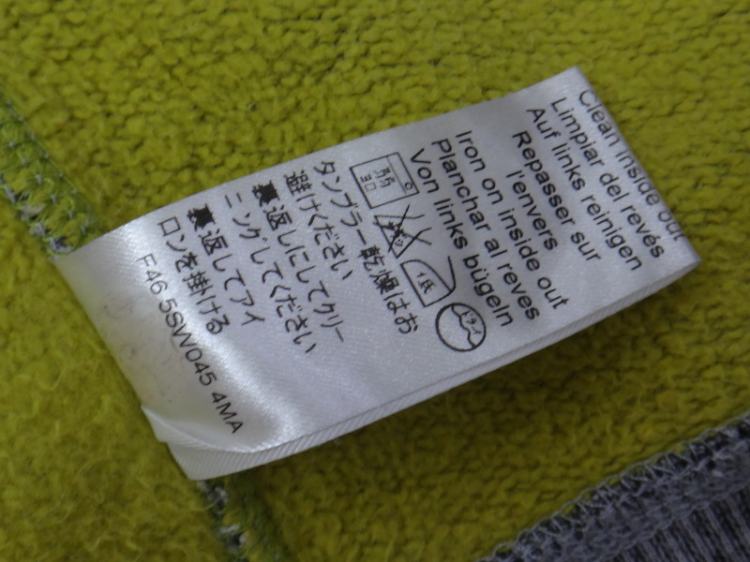 Clean inside out
Limpiar del revés
Auf links reinigen
Repasser sur
l'envers
Iron on inside out
Planchar al reves
Von links bügeln
タンブラー乾燥はお
避けください
裏返しにしてクリー
ニングしてください
裏返してアイ
ロンを掛ける
F46 5SW045 4MA